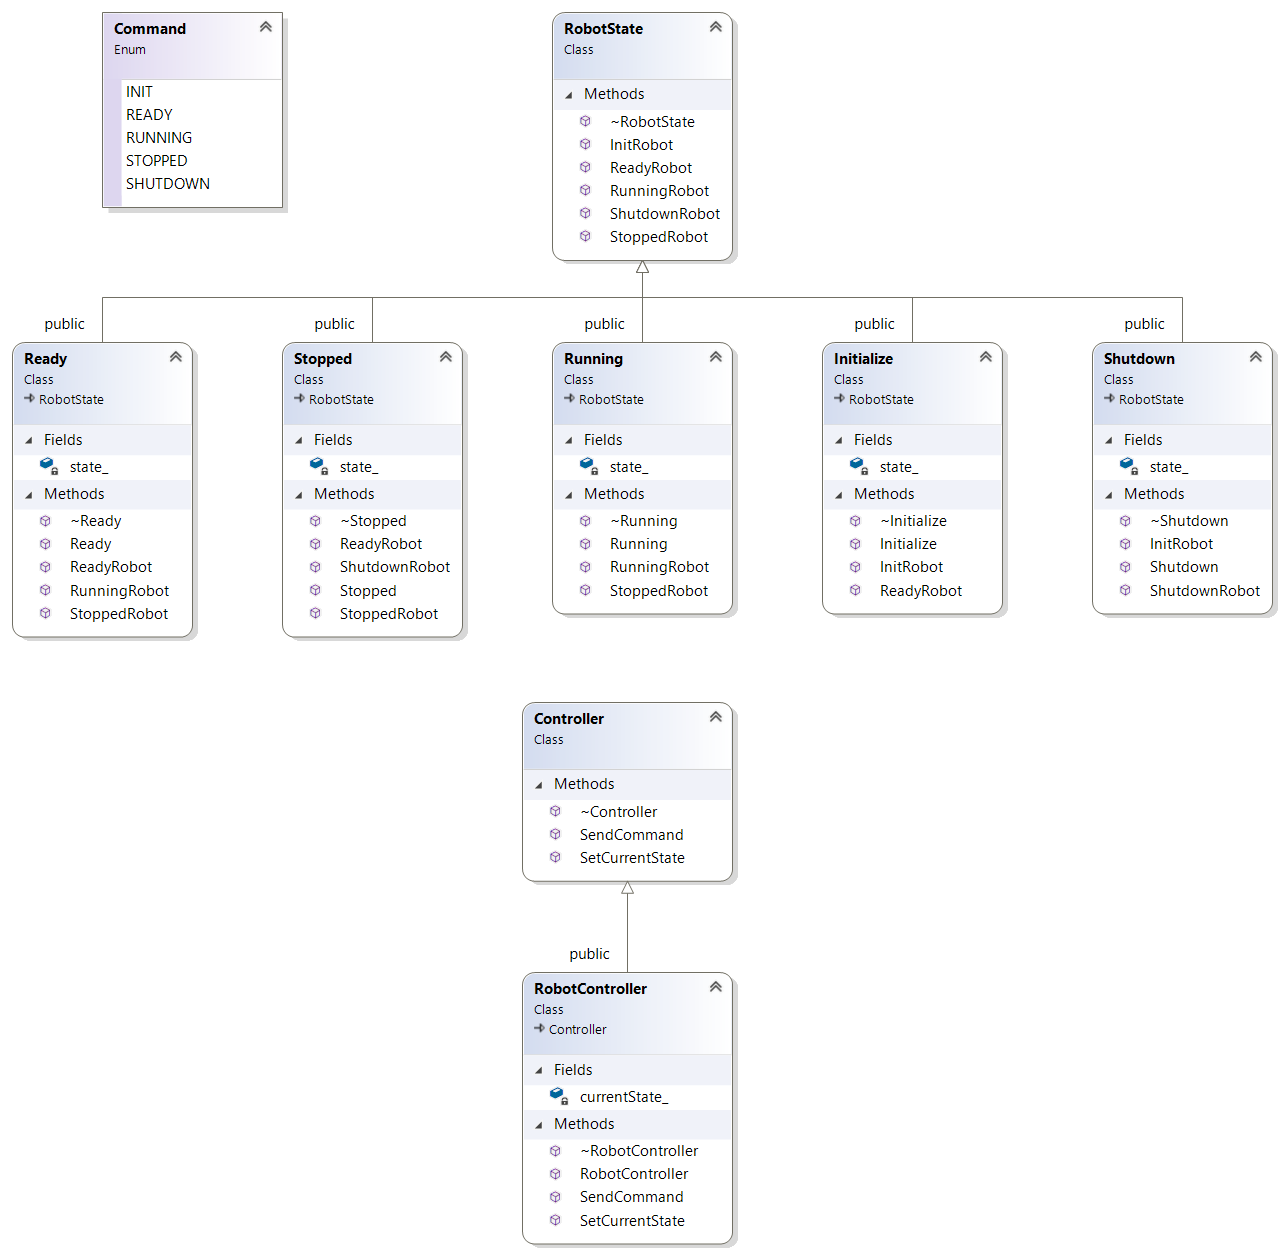 Command
Enum
INIT
READY
RUNNING
STOPPED
SHUTDOWN
RobotState
Class
Methods
~RobotState
InitRobot
ReadyRobot
RunningRobot
ShutdownRobot
StoppedRobot
public
Ready
Class
RobotState
Fields
state_
Methods
~Ready
Ready
ReadyRobot
RunningRobot
StoppedRobot
public
Stopped
Class
RobotState
Fields
state_
Methods
~Stopped
ReadyRobot
ShutdownRobot
Stopped
StoppedRobot
public
Running
Class
RobotState
Fields
state_
Methods
~Running
Running
RunningRobot
StoppedRobot
public
Initialize
Class
RobotState
Fields
state_
Methods
~Initialize
Initialize
InitRobot
ReadyRobot
public
Shutdown
Class
RobotState
Fields
state_
Methods
~Shutdown
InitRobot
Shutdown
ShutdownRobot
Controller
Class
Methods
~Controller
SendCommand
SetCurrentState
public
RobotController
Class
Controller
Fields
currentState_
Methods
~RobotController
RobotController
SendCommand
SetCurrentState